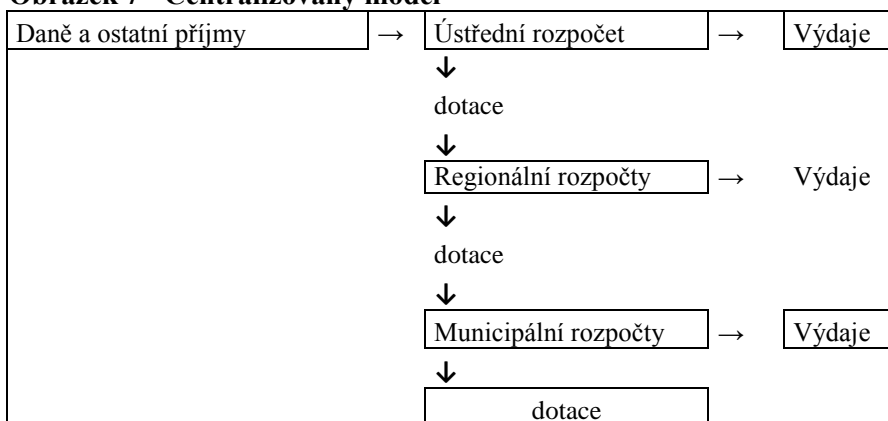 Obrázek 7 - Centralizovaný model
Daně a ostatní příjmy → Ústřední rozpočet → Výdaje
↓
dotace
↓
Regionální rozpočty → Výdaje
↓
dotace
↓
Municipální rozpočty → Výdaje
↓
dotace